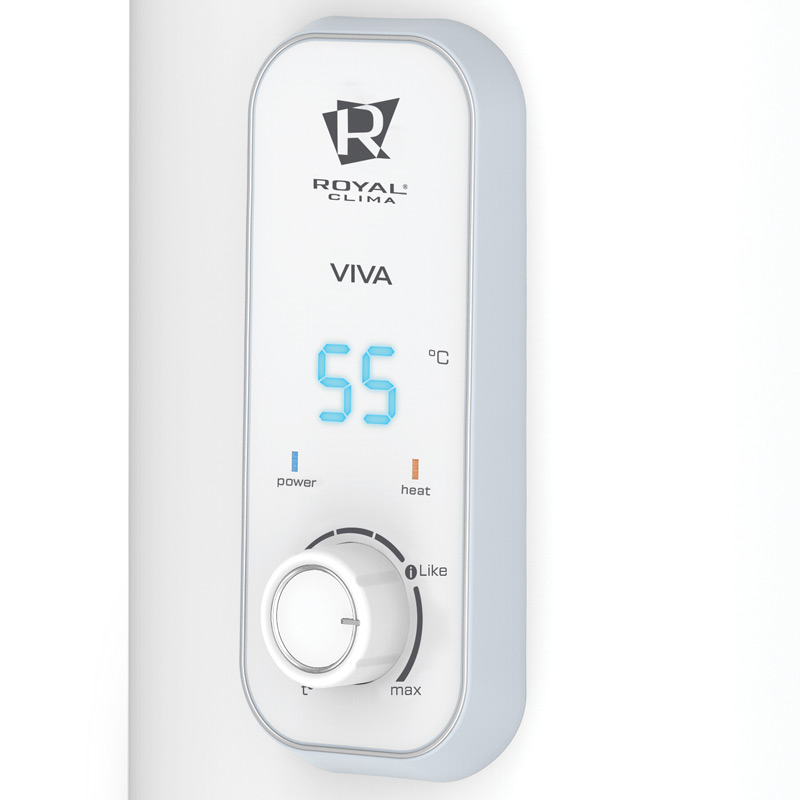 R
ROYAL®
CLIMA
VIVA
55 °C
power heat
i Like
t° max